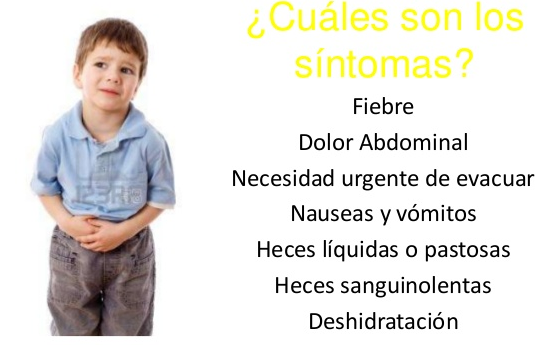 ¿Cuáles son los
síntomas?
Fiebre
Dolor Abdominal
Necesidad urgente de evacuar
Nauseas y vómitos
Heces líquidas o pastosas
Heces sanguinolentas
Deshidratación